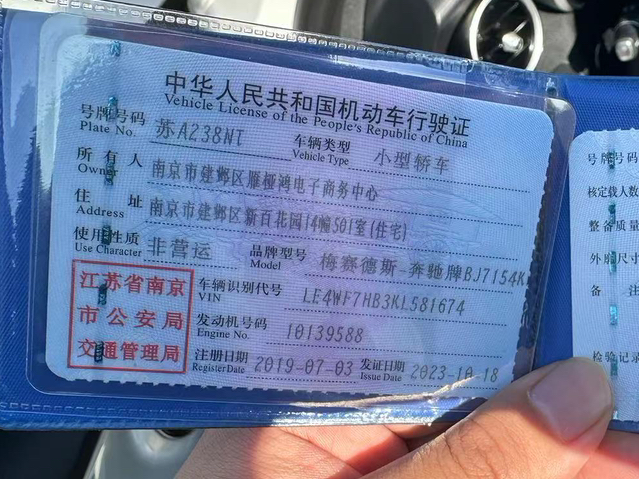 中华人民共和国机动车行驶证
Vehicle License of the People's Republic of China
号牌号码 苏A238NT 车辆类型 小型轿车
Plate No. Vehicle Type
所有人 南京市建邺区雁桠鸿电子商务中心
Owner
住址 南京市建邺区新百花园14幢501室(住宅)
Address
使用性质 非营运 品牌型号 梅赛德斯-奔驰牌BJ7154K
Use Character Model
江苏省南京
市公安局
交通管理局
车辆识别代号 LE4WF7HB3KL581674
VIN
发动机号码 10139588
Engine No.
注册日期 2019-07-03 发证日期 2023-10-18
Register Date Issue Date
号牌号码
核定载人数
整备质量
外廓尺寸
备注
检验记录